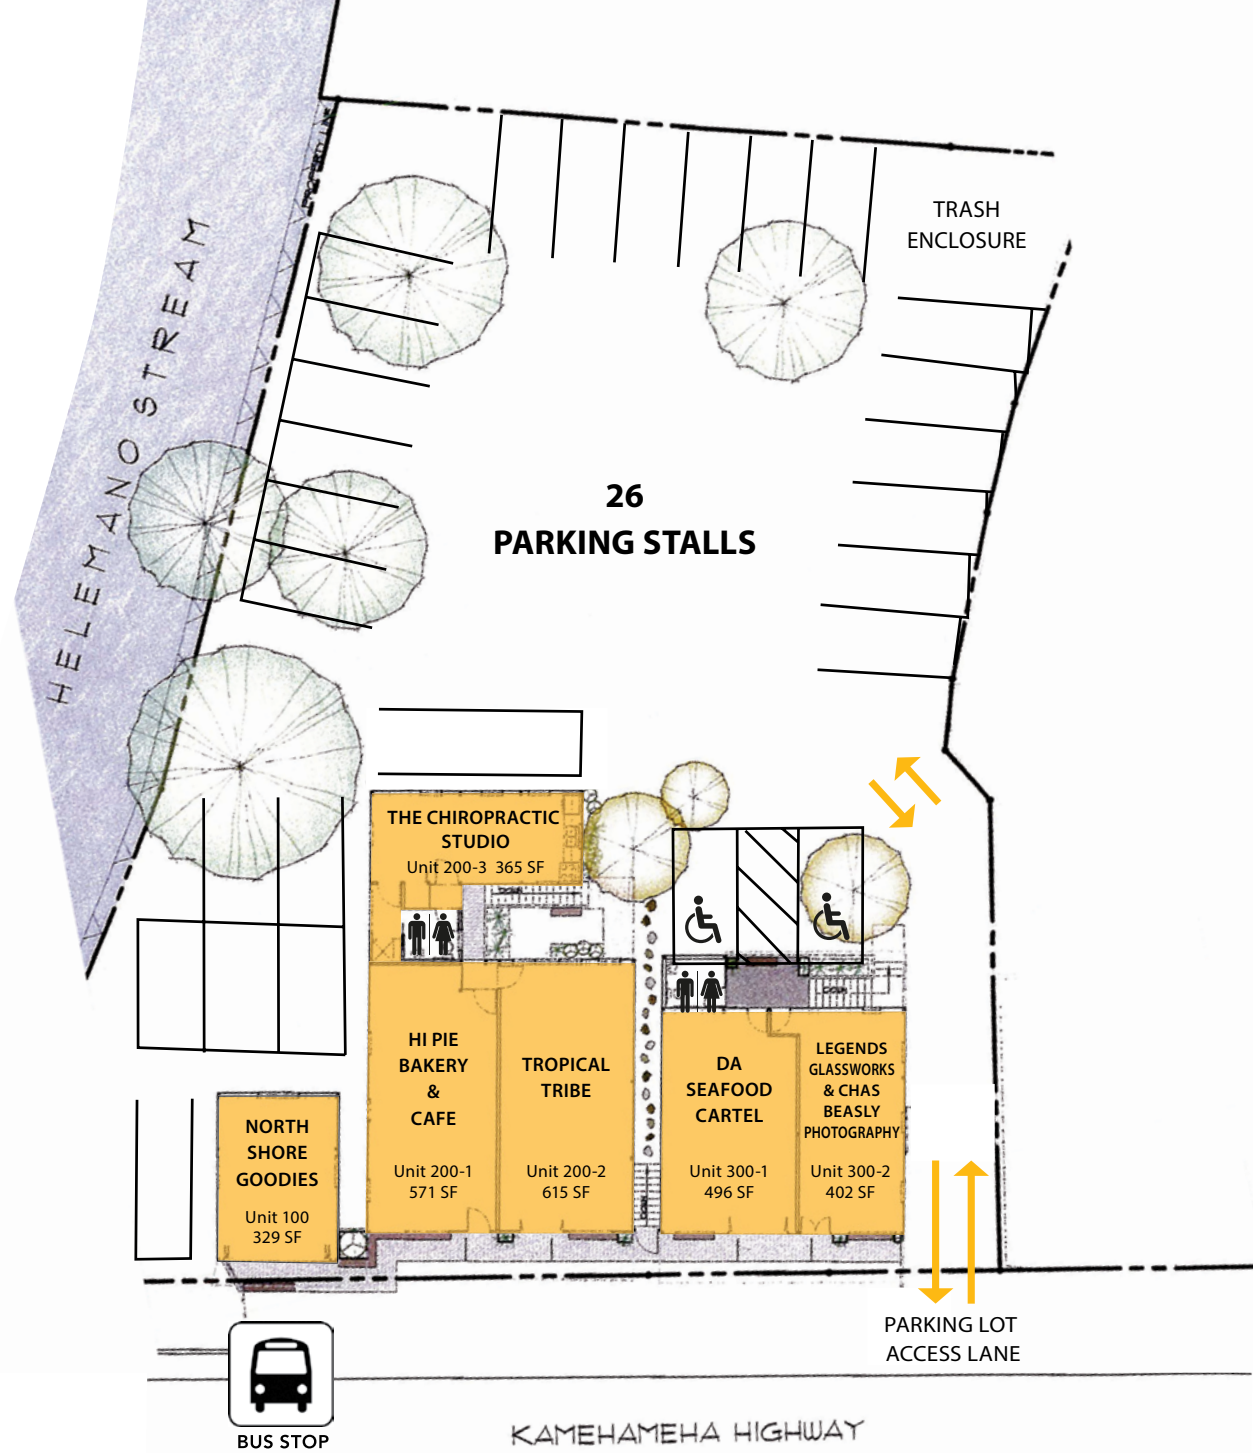 TRASH
ENCLOSURE
HELEMANO STREAM
26
PARKING STALLS
THE CHIROPRACTIC
STUDIO
Unit 200-3 365 SF
HI PIE
BAKERY
&
CAFE
Unit 200-1
571 SF
TROPICAL
TRIBE
Unit 200-2
615 SF
DA
SEAFOOD
CARTEL
Unit 300-1
496 SF
LEGENDS
GLASSWORKS
& CHAS
BEASLY
PHOTOGRAPHY
Unit 300-2
402 SF
NORTH
SHORE
GOODIES
Unit 100
329 SF
PARKING LOT
ACCESS LANE
BUS STOP
KAMEHAMEHA HIGHWAY